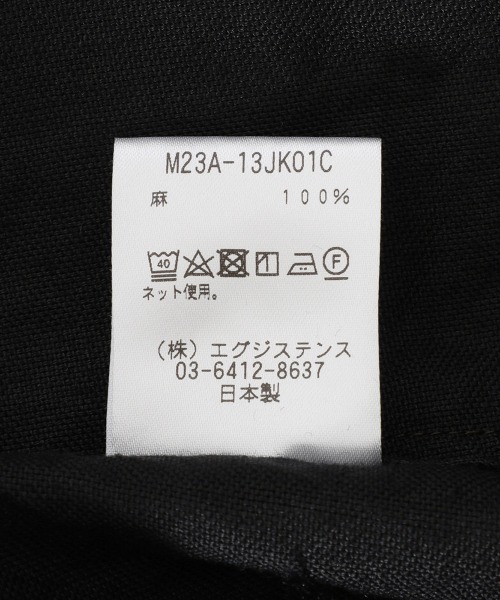 M23A-13JK01C
麻 100%
40 F
ネット使用。
(株)エグジステンス
03-6412-8637
日本製